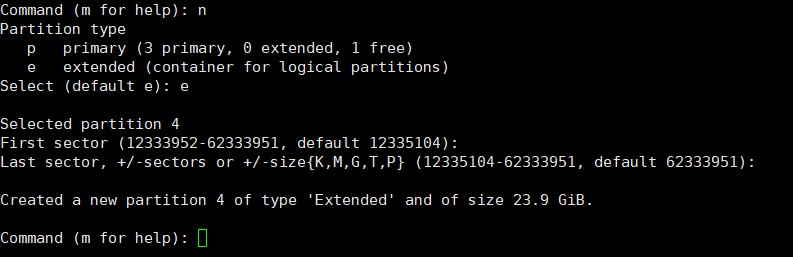 Command (m for help): n
Partition type
   p   primary (3 primary, 0 extended, 1 free)
   e   extended (container for logical partitions)
Select (default e): e

Selected partition 4
First sector (12333952-62333951, default 12335104):
Last sector, +/-sectors or +/-size{K,M,G,T,P} (12335104-62333951, default 62333951):

Created a new partition 4 of type 'Extended' and of size 23.9 GiB.

Command (m for help):